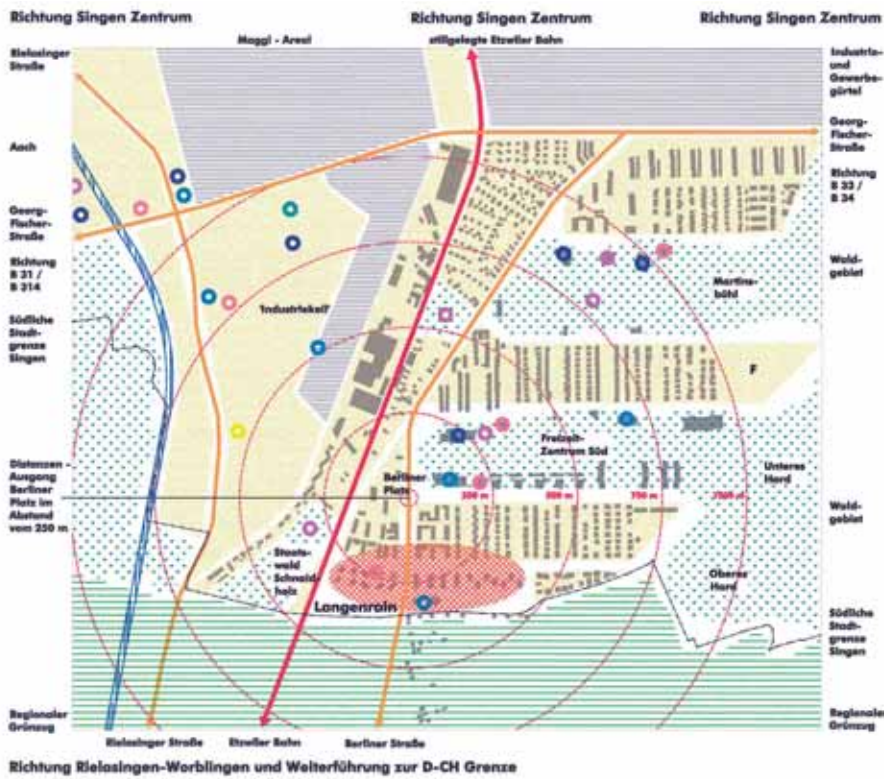 Richtung Singen Zentrum
Richtung Singen Zentrum
Richtung Singen Zentrum
Maggi - Areal
stillgelegte Etzwiler Bahn
Rielasinger
Straße
Aach
Georg-
Fischer-
Straße
Richtung
B 31 /
B 314
Südliche
Stadt-
grenze
Singen
Distanzen -
Ausgang
Berliner
Platz im
Abstand
vom 250 m
Regionaler
Grünzug
'Industriekeil'
Berliner
Platz
Staats-
wald
Schnaid-
holz
Langenrain
Martins-
bühl
F
Freizeit-
Zentrum Süd
Unteres
Hard
500 m
750 m
Oberes
Hard
Industrie-
und
Gewerbe-
gürtel
Georg-
Fischer-
Straße
Richtung
B 33 /
B 34
Wald-
gebiet
Wald-
gebiet
Südliche
Stadt-
grenze
Singen
Regionaler
Grünzug
Rielasinger Straße
Etzwiler Bahn
Berliner Straße
Richtung Rielasingen-Worblingen und Weiterführung zur D-CH Grenze